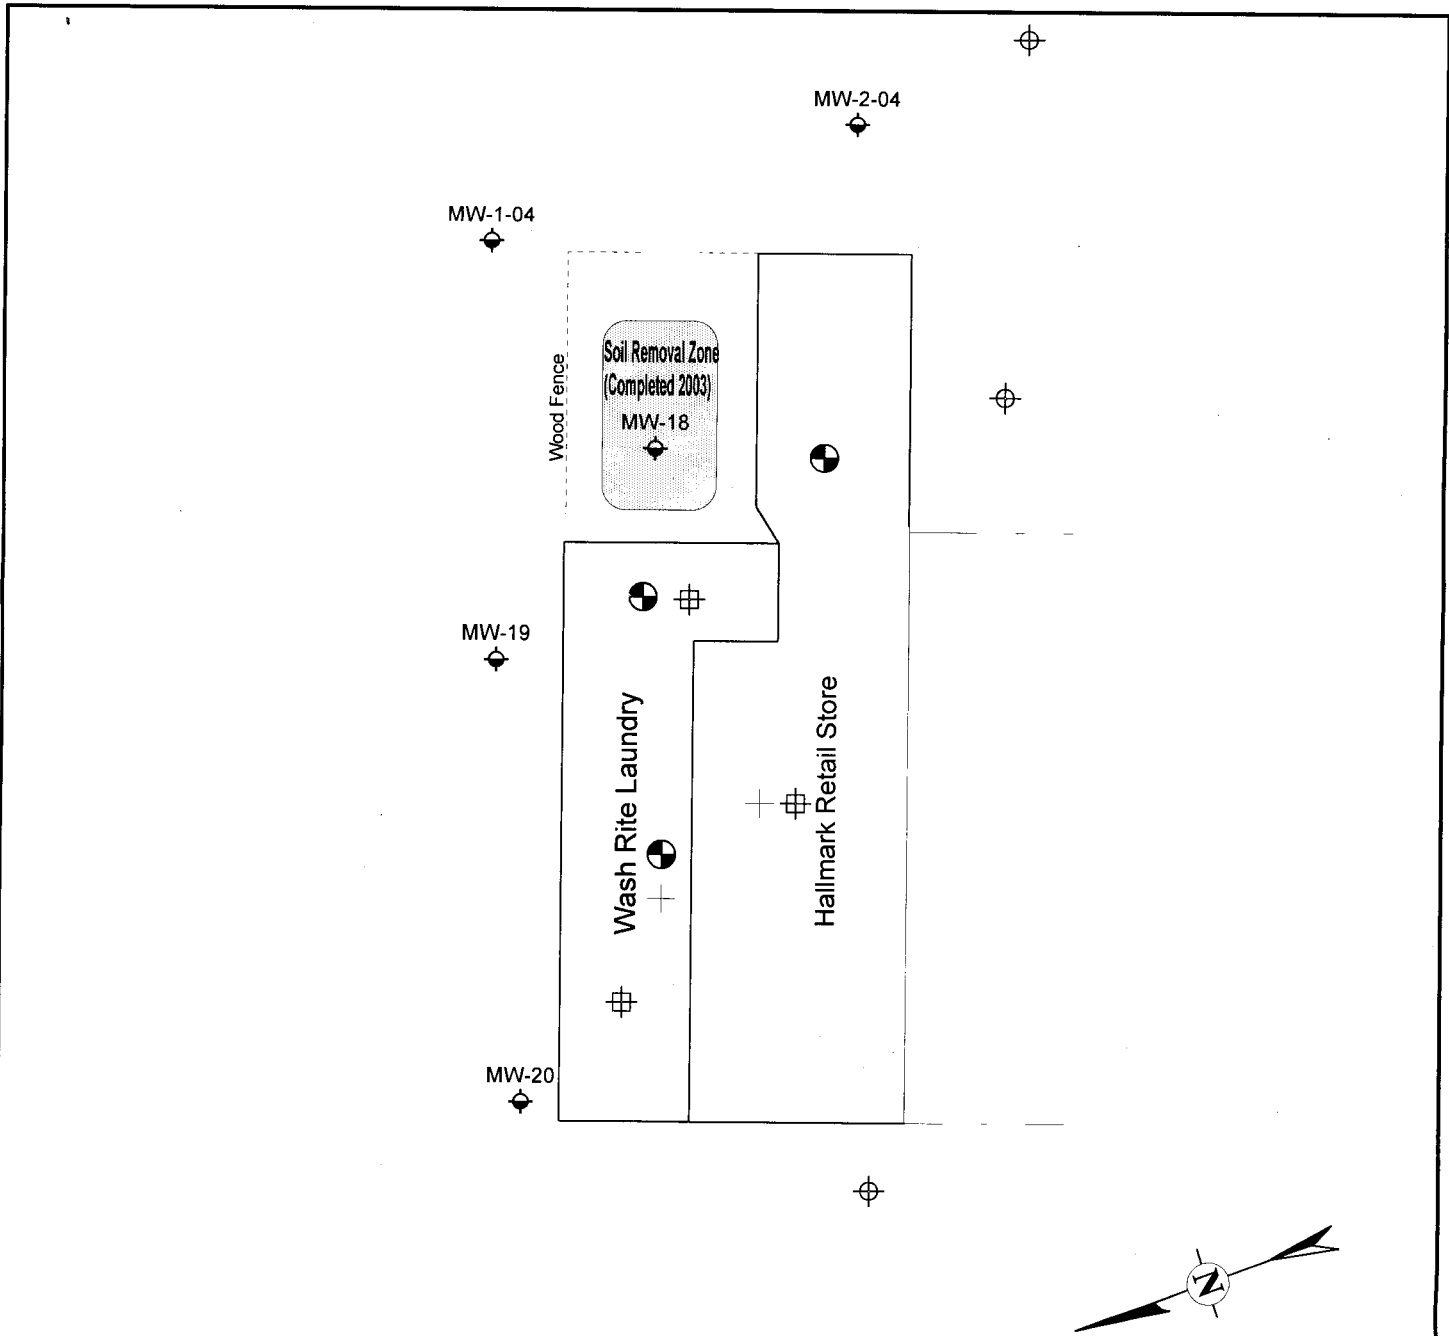 MW-2-04
MW-1-04
Wood Fence
Soil Removal Zone
(Completed 2003)
MW-18
MW-19
Wash Rite Laundry
Hallmark Retail Store
MW-20
N